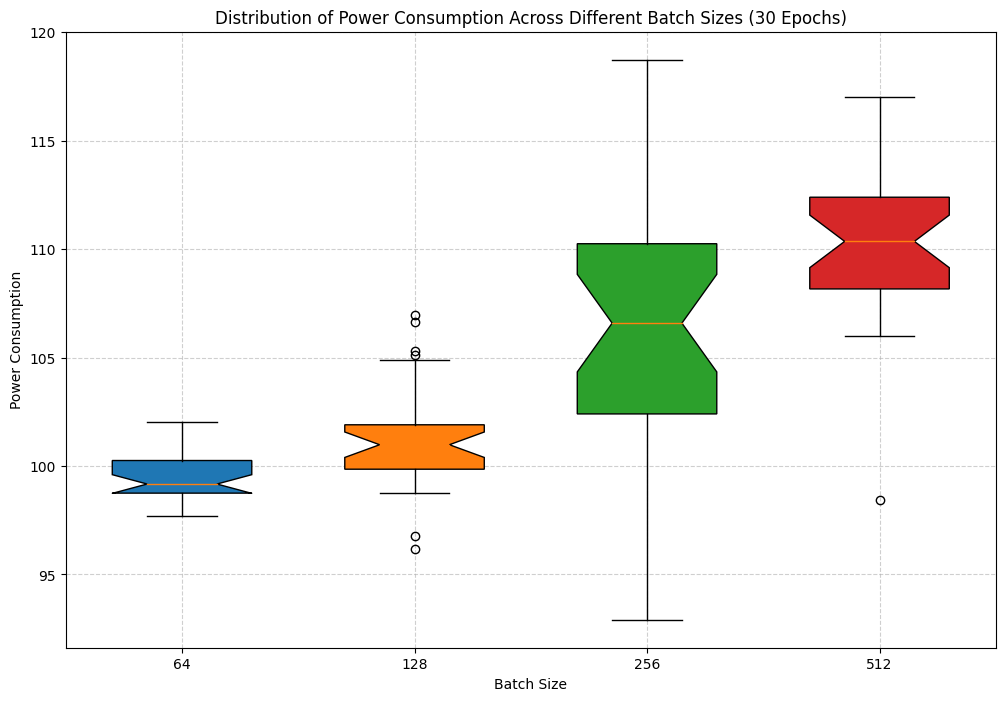 Distribution of Power Consumption Across Different Batch Sizes (30 Epochs)
120
115
110
105
100
95
Power Consumption
64 128 256 512
Batch Size